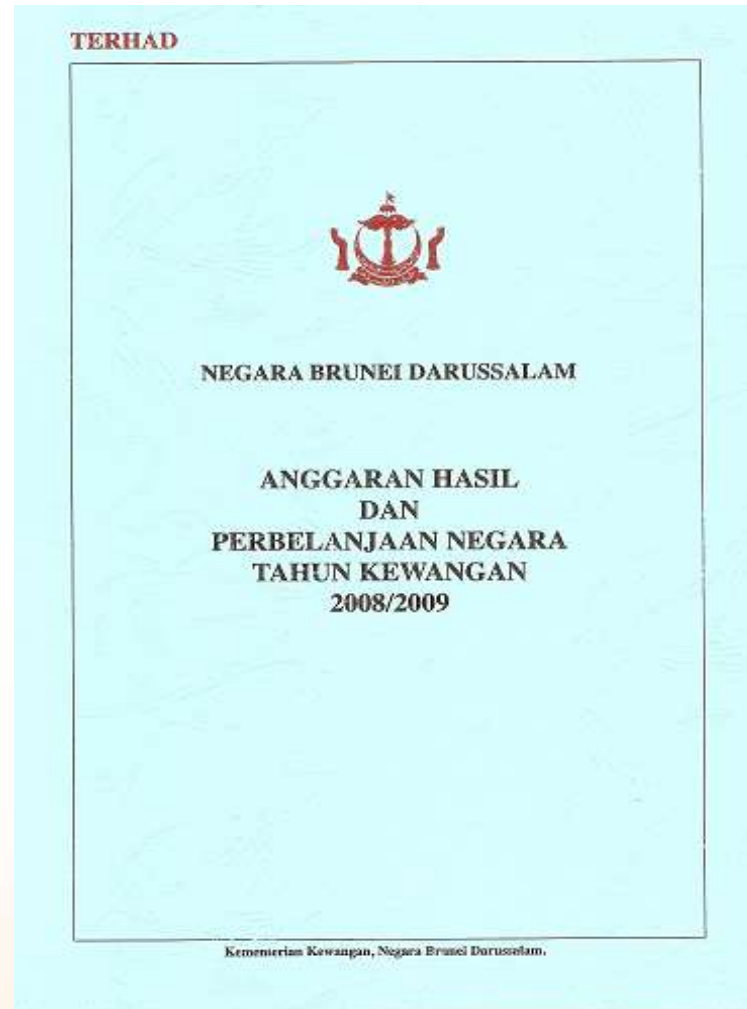 TERHAD
NEGARA BRUNEI DARUSSALAM
ANGGARAN HASIL
DAN
PERBELANJAAN NEGARA
TAHUN KEWANGAN
2008/2009
Kementerian Kewangan, Negara Brunei Darussalam.